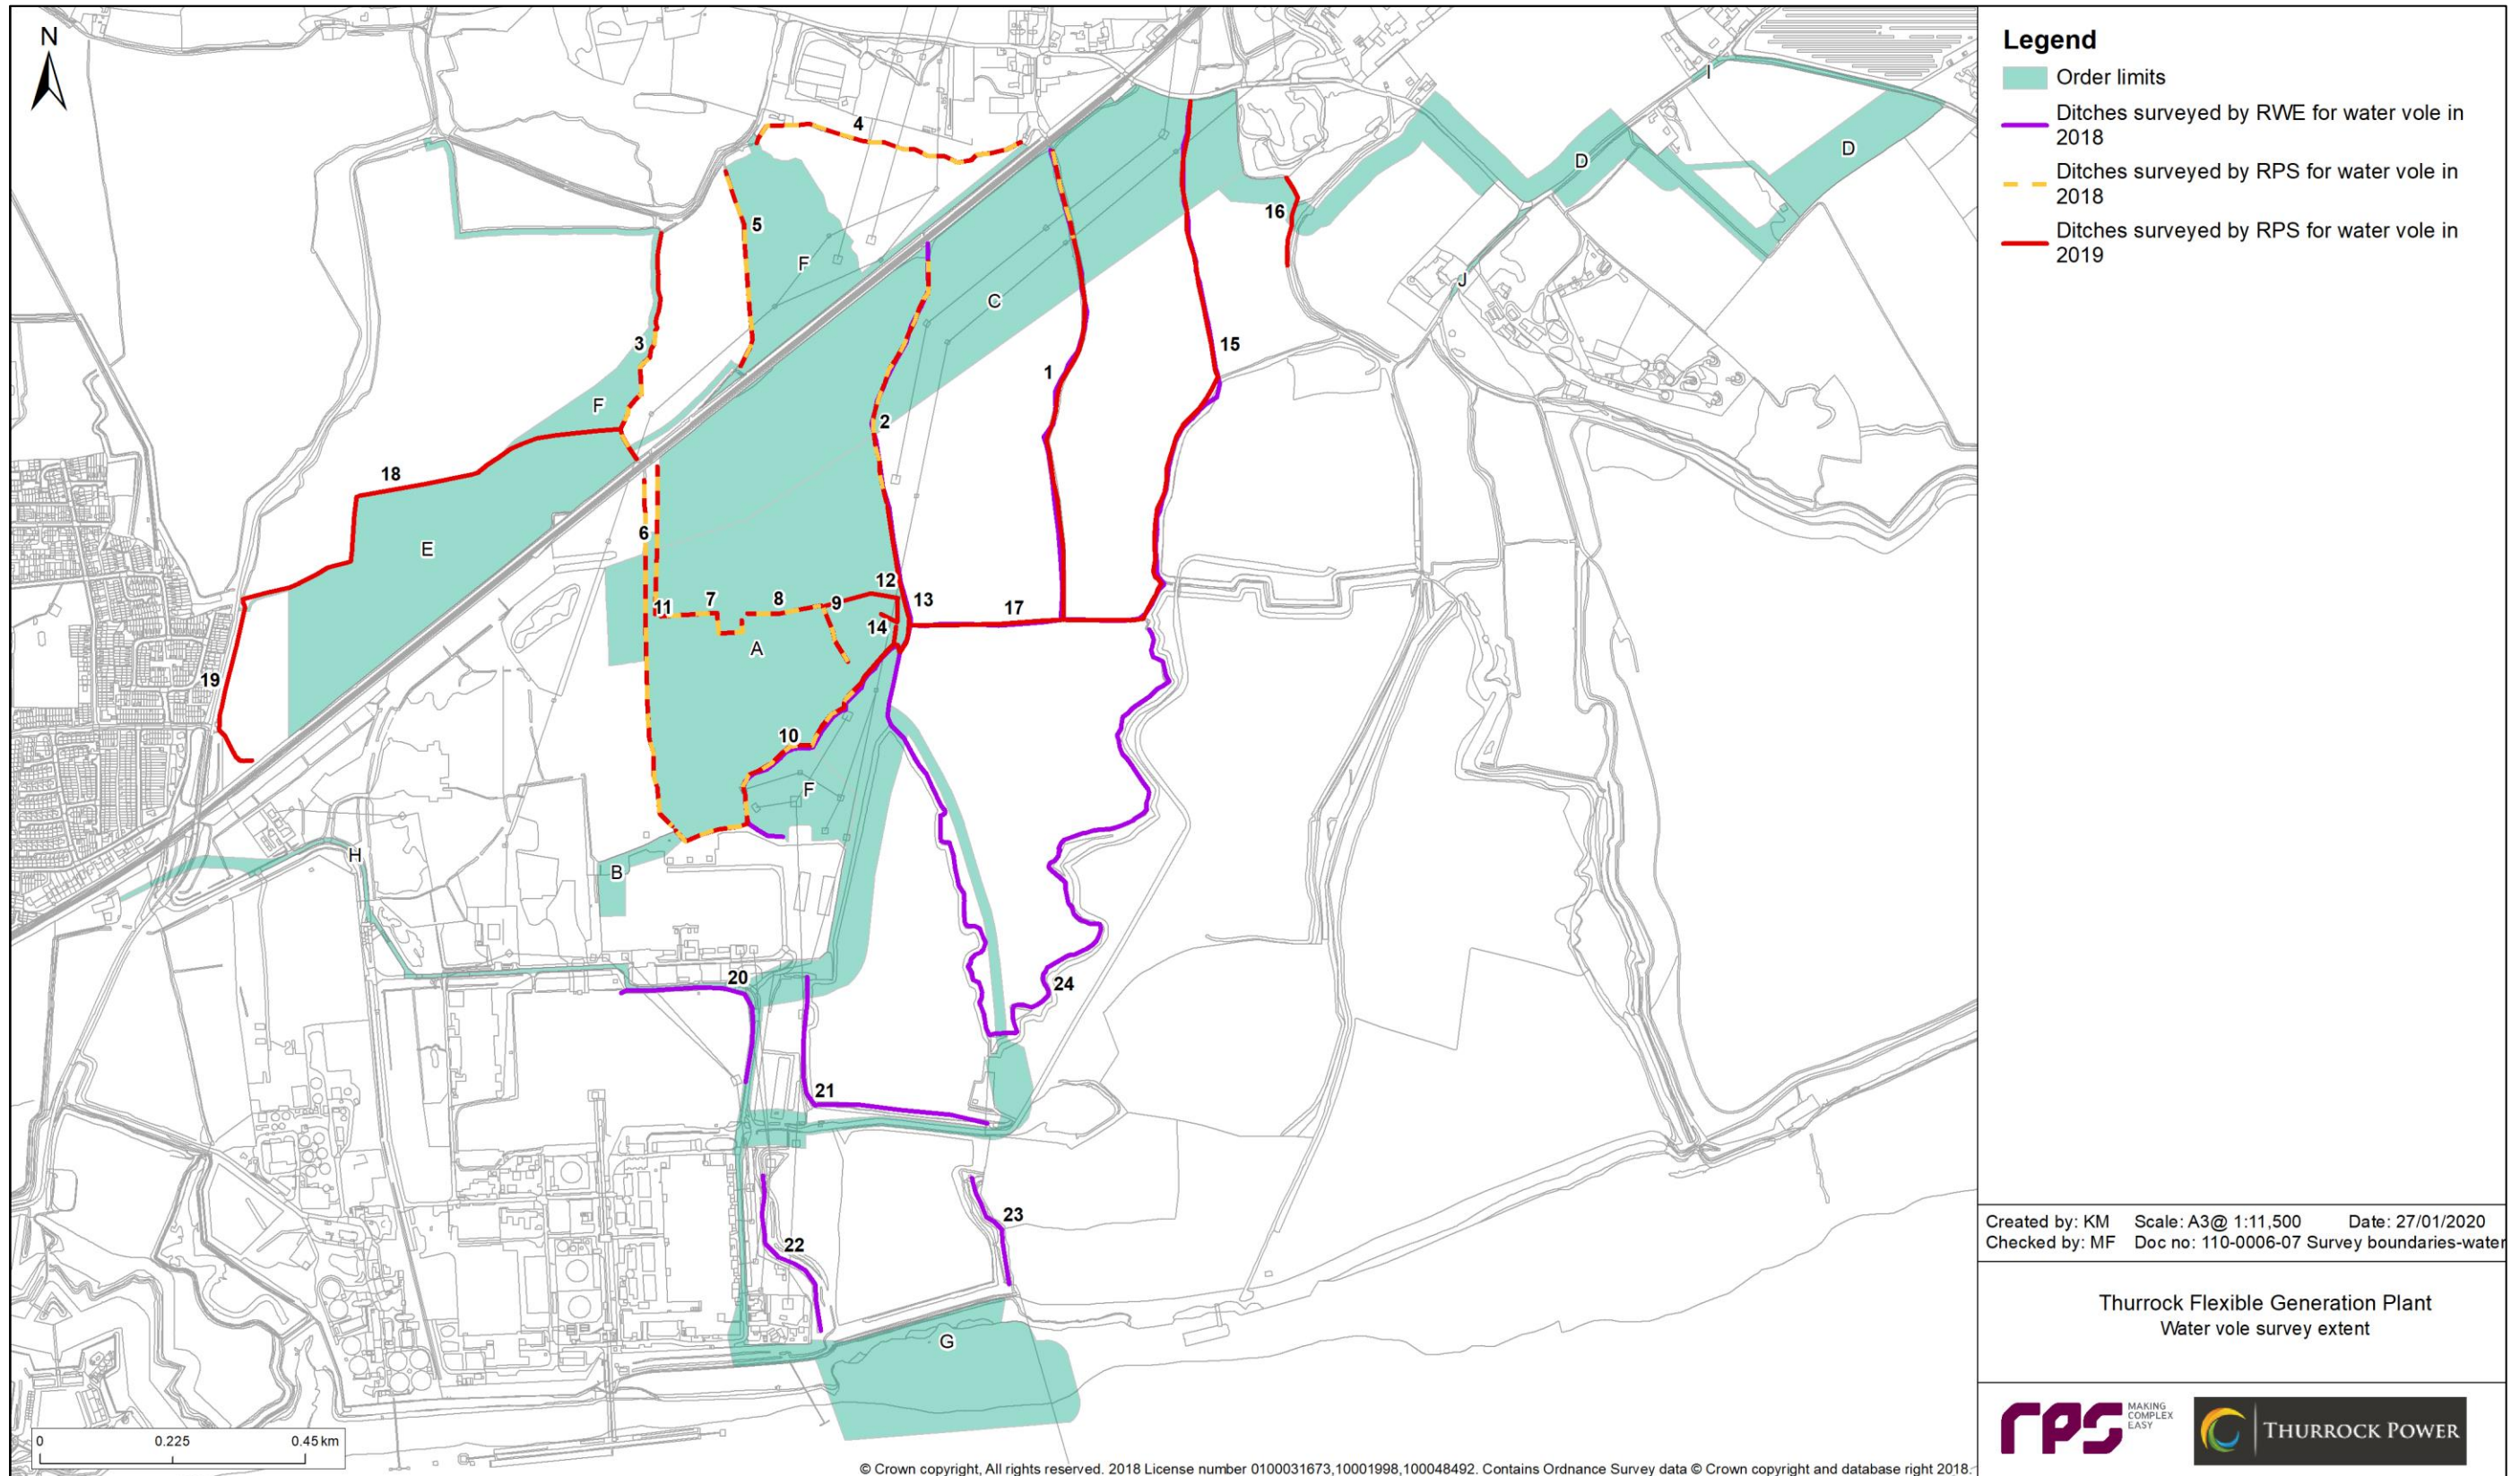 N
4
I
D
D
5
16
F
C
J
3
15
1
F
2
18
6
E
12
13
11
7
8
9
17
14
A
19
10
F
H
B
20
24
21
23
22
G
0 0.225 0.45 km
© Crown copyright, All rights reserved. 2018 License number 0100031673,10001998,100048492. Contains Ordnance Survey data © Crown copyright and database right 2018.
Legend
Order limits
Ditches surveyed by RWE for water vole in
2018
Ditches surveyed by RPS for water vole in
2018
Ditches surveyed by RPS for water vole in
2019
Created by: KM Scale: A3@ 1:11,500 Date: 27/01/2020
Checked by: MF Doc no: 110-0006-07 Survey boundaries-water
Thurrock Flexible Generation Plant
Water vole survey extent
rps MAKING
COMPLEX
EASY
THURROCK POWER